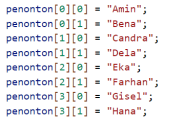 penonton[0][0] = "Amin";
penonton[0][1] = "Bena";
penonton[1][0] = "Candra";
penonton[1][1] = "Dela";
penonton[2][0] = "Eka";
penonton[2][1] = "Farhan";
penonton[3][0] = "Gisel";
penonton[3][1] = "Hana";